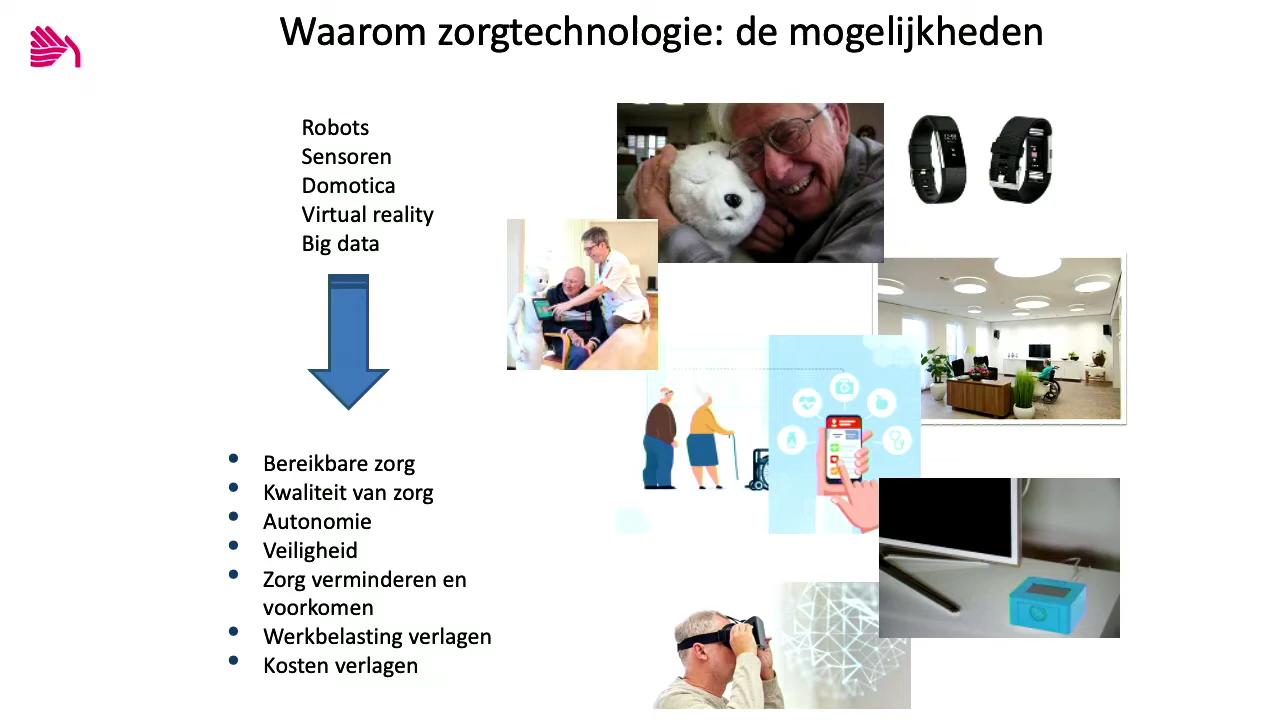 Waarom zorgtechnologie: de mogelijkheden
Robots
Sensoren
Domotica
Virtual reality
Big data
Bereikbare zorg
Kwaliteit van zorg
Autonomie
Veiligheid
Zorg verminderen en
voorkomen
Werkbelasting verlagen
Kosten verlagen